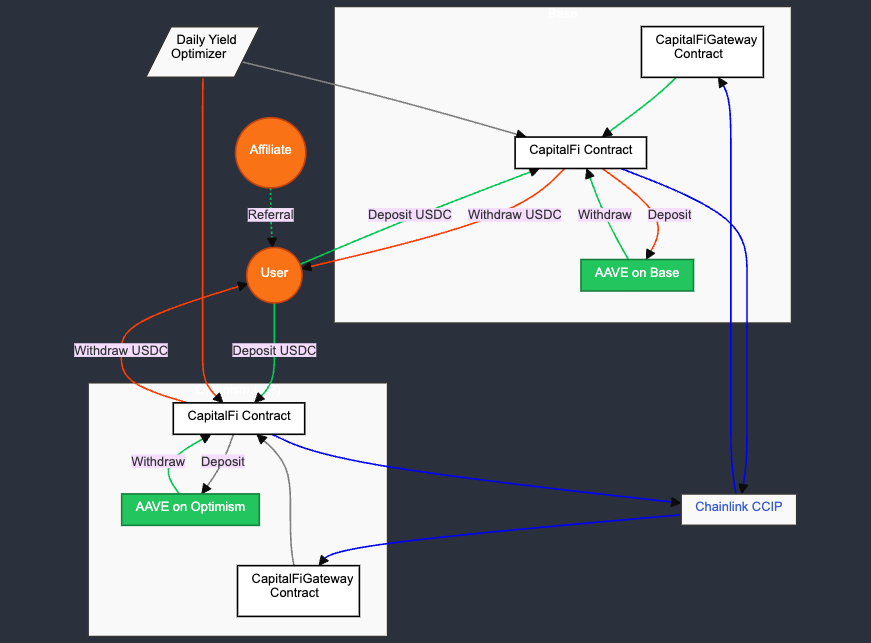 Daily Yield
Optimizer
CapitalFiGateway
Contract
Affiliate
CapitalFi Contract
Referral
Deposit USDC
Withdraw USDC
Withdraw
Deposit
User
AAVE on Base
Withdraw USDC
Deposit USDC
CapitalFi Contract
Withdraw
Deposit
AAVE on Optimism
Chainlink CCIP
CapitalFiGateway
Contract